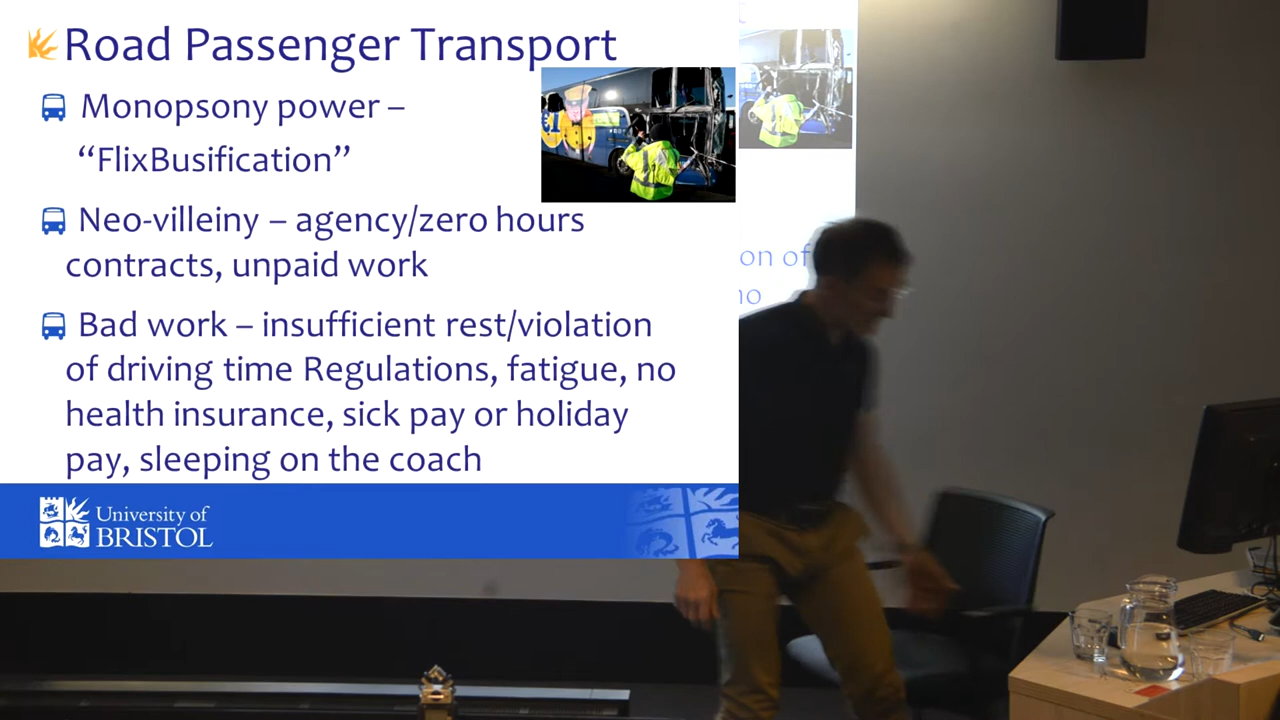 Road Passenger Transport
Monopsony power –
“FlixBusification”
Neo-villeiny – agency/zero hours
contracts, unpaid work
Bad work – insufficient rest/violation
of driving time Regulations, fatigue, no
health insurance, sick pay or holiday
pay, sleeping on the coach
University of
BRISTOL
on of
no